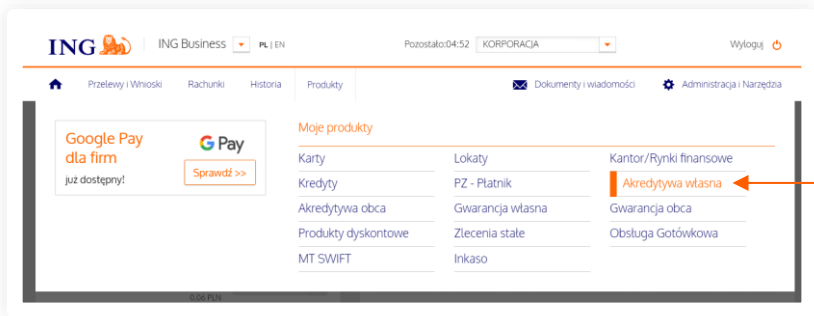 ING ING Business PL | EN Pozostało:04:52 KORPORACJA Wyloguj
Przelewy i Wnioski Rachunki Historia Produkty Dokumenty i wiadomości Administracja i Narzędzia
Google Pay
dla firm
już dostępny!
G Pay
Sprawdź >>
Moje produkty
Karty Lokaty Kantor/Rynki finansowe
Kredyty PZ - Płatnik Akredytywa własna
Akredytywa obca Gwarancja własna Gwarancja obca
Produkty dyskontowe Zlecenia stałe Obsługa Gotówkowa
MT SWIFT Inkaso
0,06 PLN